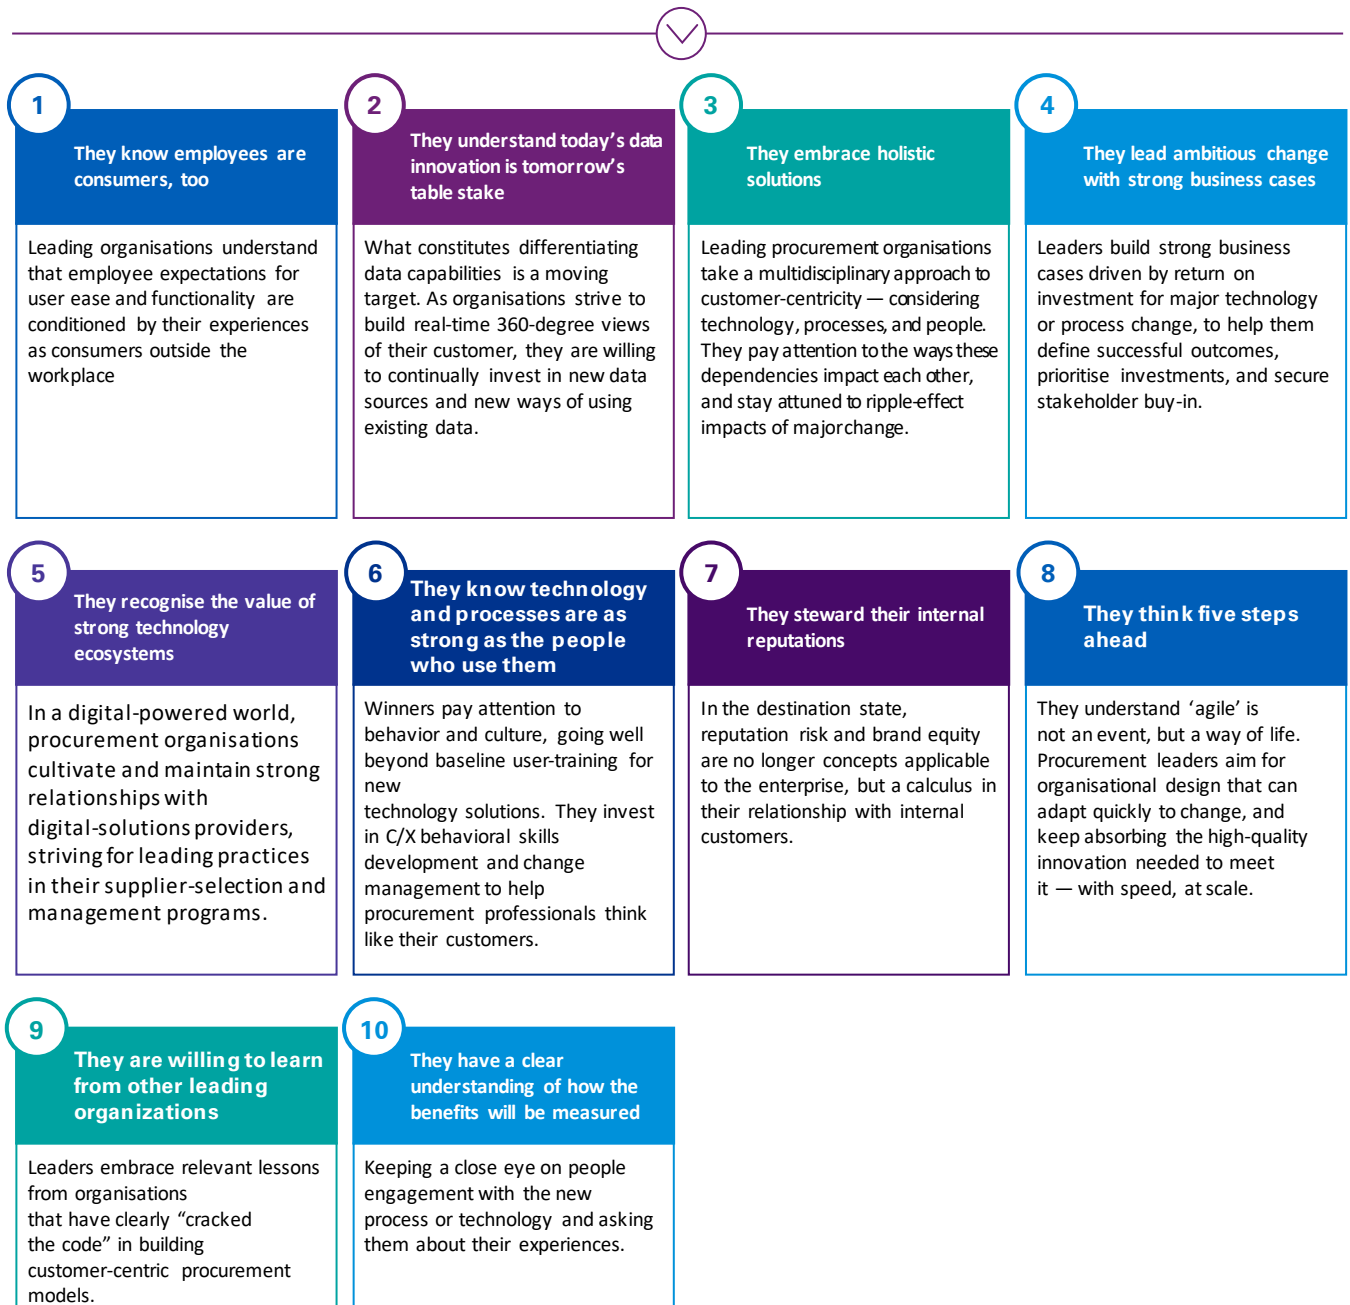 1
They know employees are
consumers, too
Leading organisations understand
that employee expectations for
user ease and functionality are
conditioned by their experiences
as consumers outside the
workplace
2
They understand today's data
innovation is tomorrow's
table stake
What constitutes differentiating
data capabilities is a moving
target. As organisations strive to
build real-time 360-degree views
of their customer, they are willing
to continually invest in new data
sources and new ways of using
existing data.
3
They embrace holistic
solutions
Leading procurement organisations
take a multidisciplinary approach to
customer-centricity — considering
technology, processes, and people.
They pay attention to the ways these
dependencies impact each other,
and stay attuned to ripple-effect
impacts of major change.
4
They lead ambitious change
with strong business cases
Leaders build strong business
cases driven by return on
investment for major technology
or process change, to help them
define successful outcomes,
prioritise investments, and secure
stakeholder buy-in.
5
They recognise the value of
strong technology
ecosystems
In a digital-powered world,
procurement organisations
cultivate and maintain strong
relationships with
digital-solutions providers,
striving for leading practices
in their supplier-selection and
management programs.
6
They know technology
and processes are as
strong as the people
who use them
Winners pay attention to
behavior and culture, going well
beyond baseline user-training for
new
technology solutions. They invest
in C/X behavioral skills
development and change
management to help
procurement professionals think
like their customers.
7
They steward their internal
reputations
In the destination state,
reputation risk and brand equity
are no longer concepts applicable
to the enterprise, but a calculus in
their relationship with internal
customers.
8
They think five steps
ahead
They understand ‘agile’ is
not an event, but a way of life.
Procurement leaders aim for
organisational design that can
adapt quickly to change, and
keep absorbing the high-quality
innovation needed to meet
it — with speed, at scale.
9
They are willing to learn
from other leading
organizations
Leaders embrace relevant lessons
from organisations
that have clearly “cracked
the code” in building
customer-centric procurement
models.
10
They have a clear
understanding of how the
benefits will be measured
Keeping a close eye on people
engagement with the new
process or technology and asking
them about their experiences.